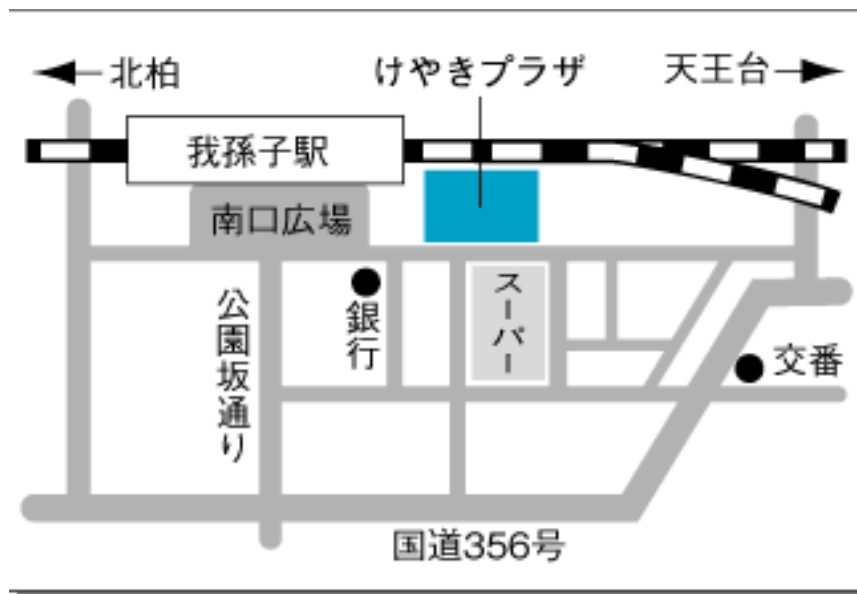 北柏
けやきプラザ
天王台
我孫子駅
南口広場
公園坂通り
銀行
スーパー
交番
国道356号